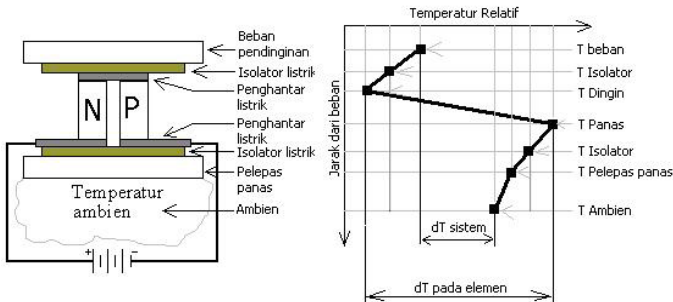 Beban
pendinginan
Isolator listrik
Penghantar
listrik
N P
Penghantar
listrik
Isolator listrik
Pelepas
panas
Temperatur
ambien
Ambien
+ -
Temperatur Relatif
Jarak dari beban
T beban
T Isolator
T Dingin
T Panas
T Isolator
T Pelepas panas
T Ambien
dT sistem
dT pada elemen